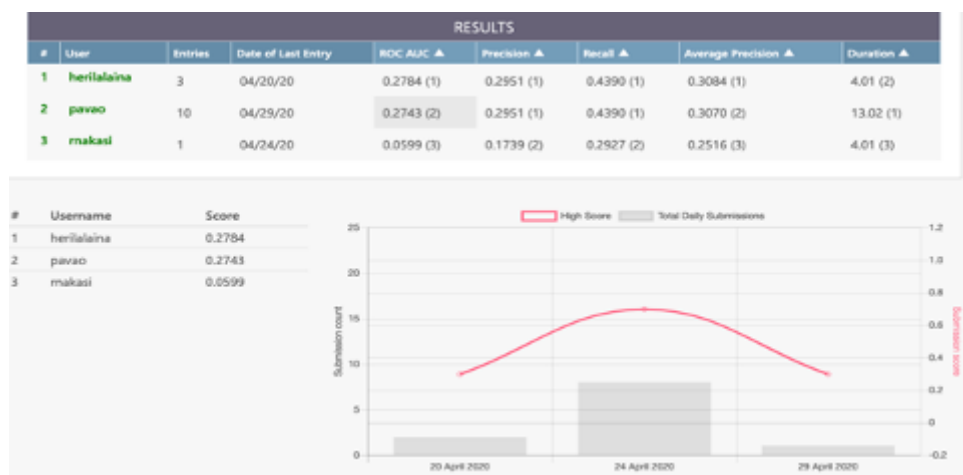 RESULTS
# User Entries Date of Last Entry ROC AUC ▲ Precision ▲ Recall ▲ Average Precision ▲ Duration ▲
1 herilalaina 3 04/20/20 0.2784 (1) 0.2951 (1) 0.4390 (1) 0.3084 (1) 4.01 (2)
2 pavao 10 04/29/20 0.2743 (2) 0.2951 (1) 0.4390 (1) 0.3070 (2) 13.02 (1)
3 rnakasi 1 04/24/20 0.0599 (3) 0.1739 (2) 0.2927 (2) 0.2516 (3) 4.01 (3)
# Username Score
1 herilalaina 0.2784
2 pavao 0.2743
3 rnakasi 0.0599
High Score Total Daily Submissions
25 1.2
1.0
20
0.8
15 0.6
10 0.4
0.2
5
0
0 -0.2
Submission count
Submission score
20 April 2020 24 April 2020 29 April 2020